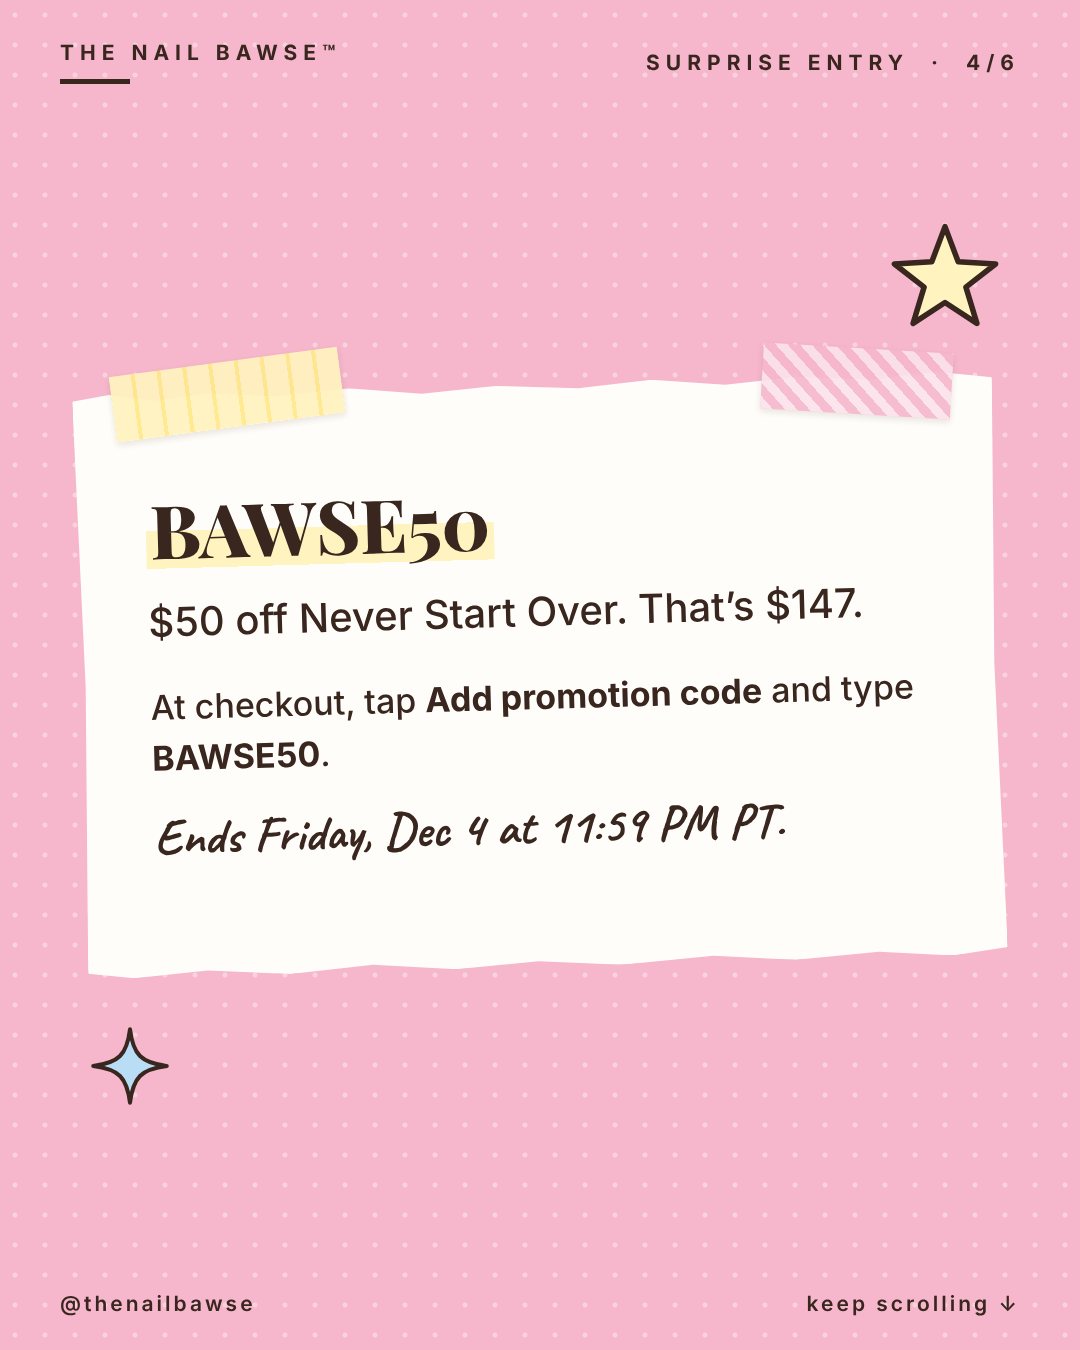 THE NAIL BAWSE™
SURPRISE ENTRY · 4/6
BAWSE50
$50 off Never Start Over. That’s $147.
At checkout, tap Add promotion code and type
BAWSE50.
Ends Friday, Dec 4 at 11:59 PM PT.
@thenailbawse
keep scrolling ↓